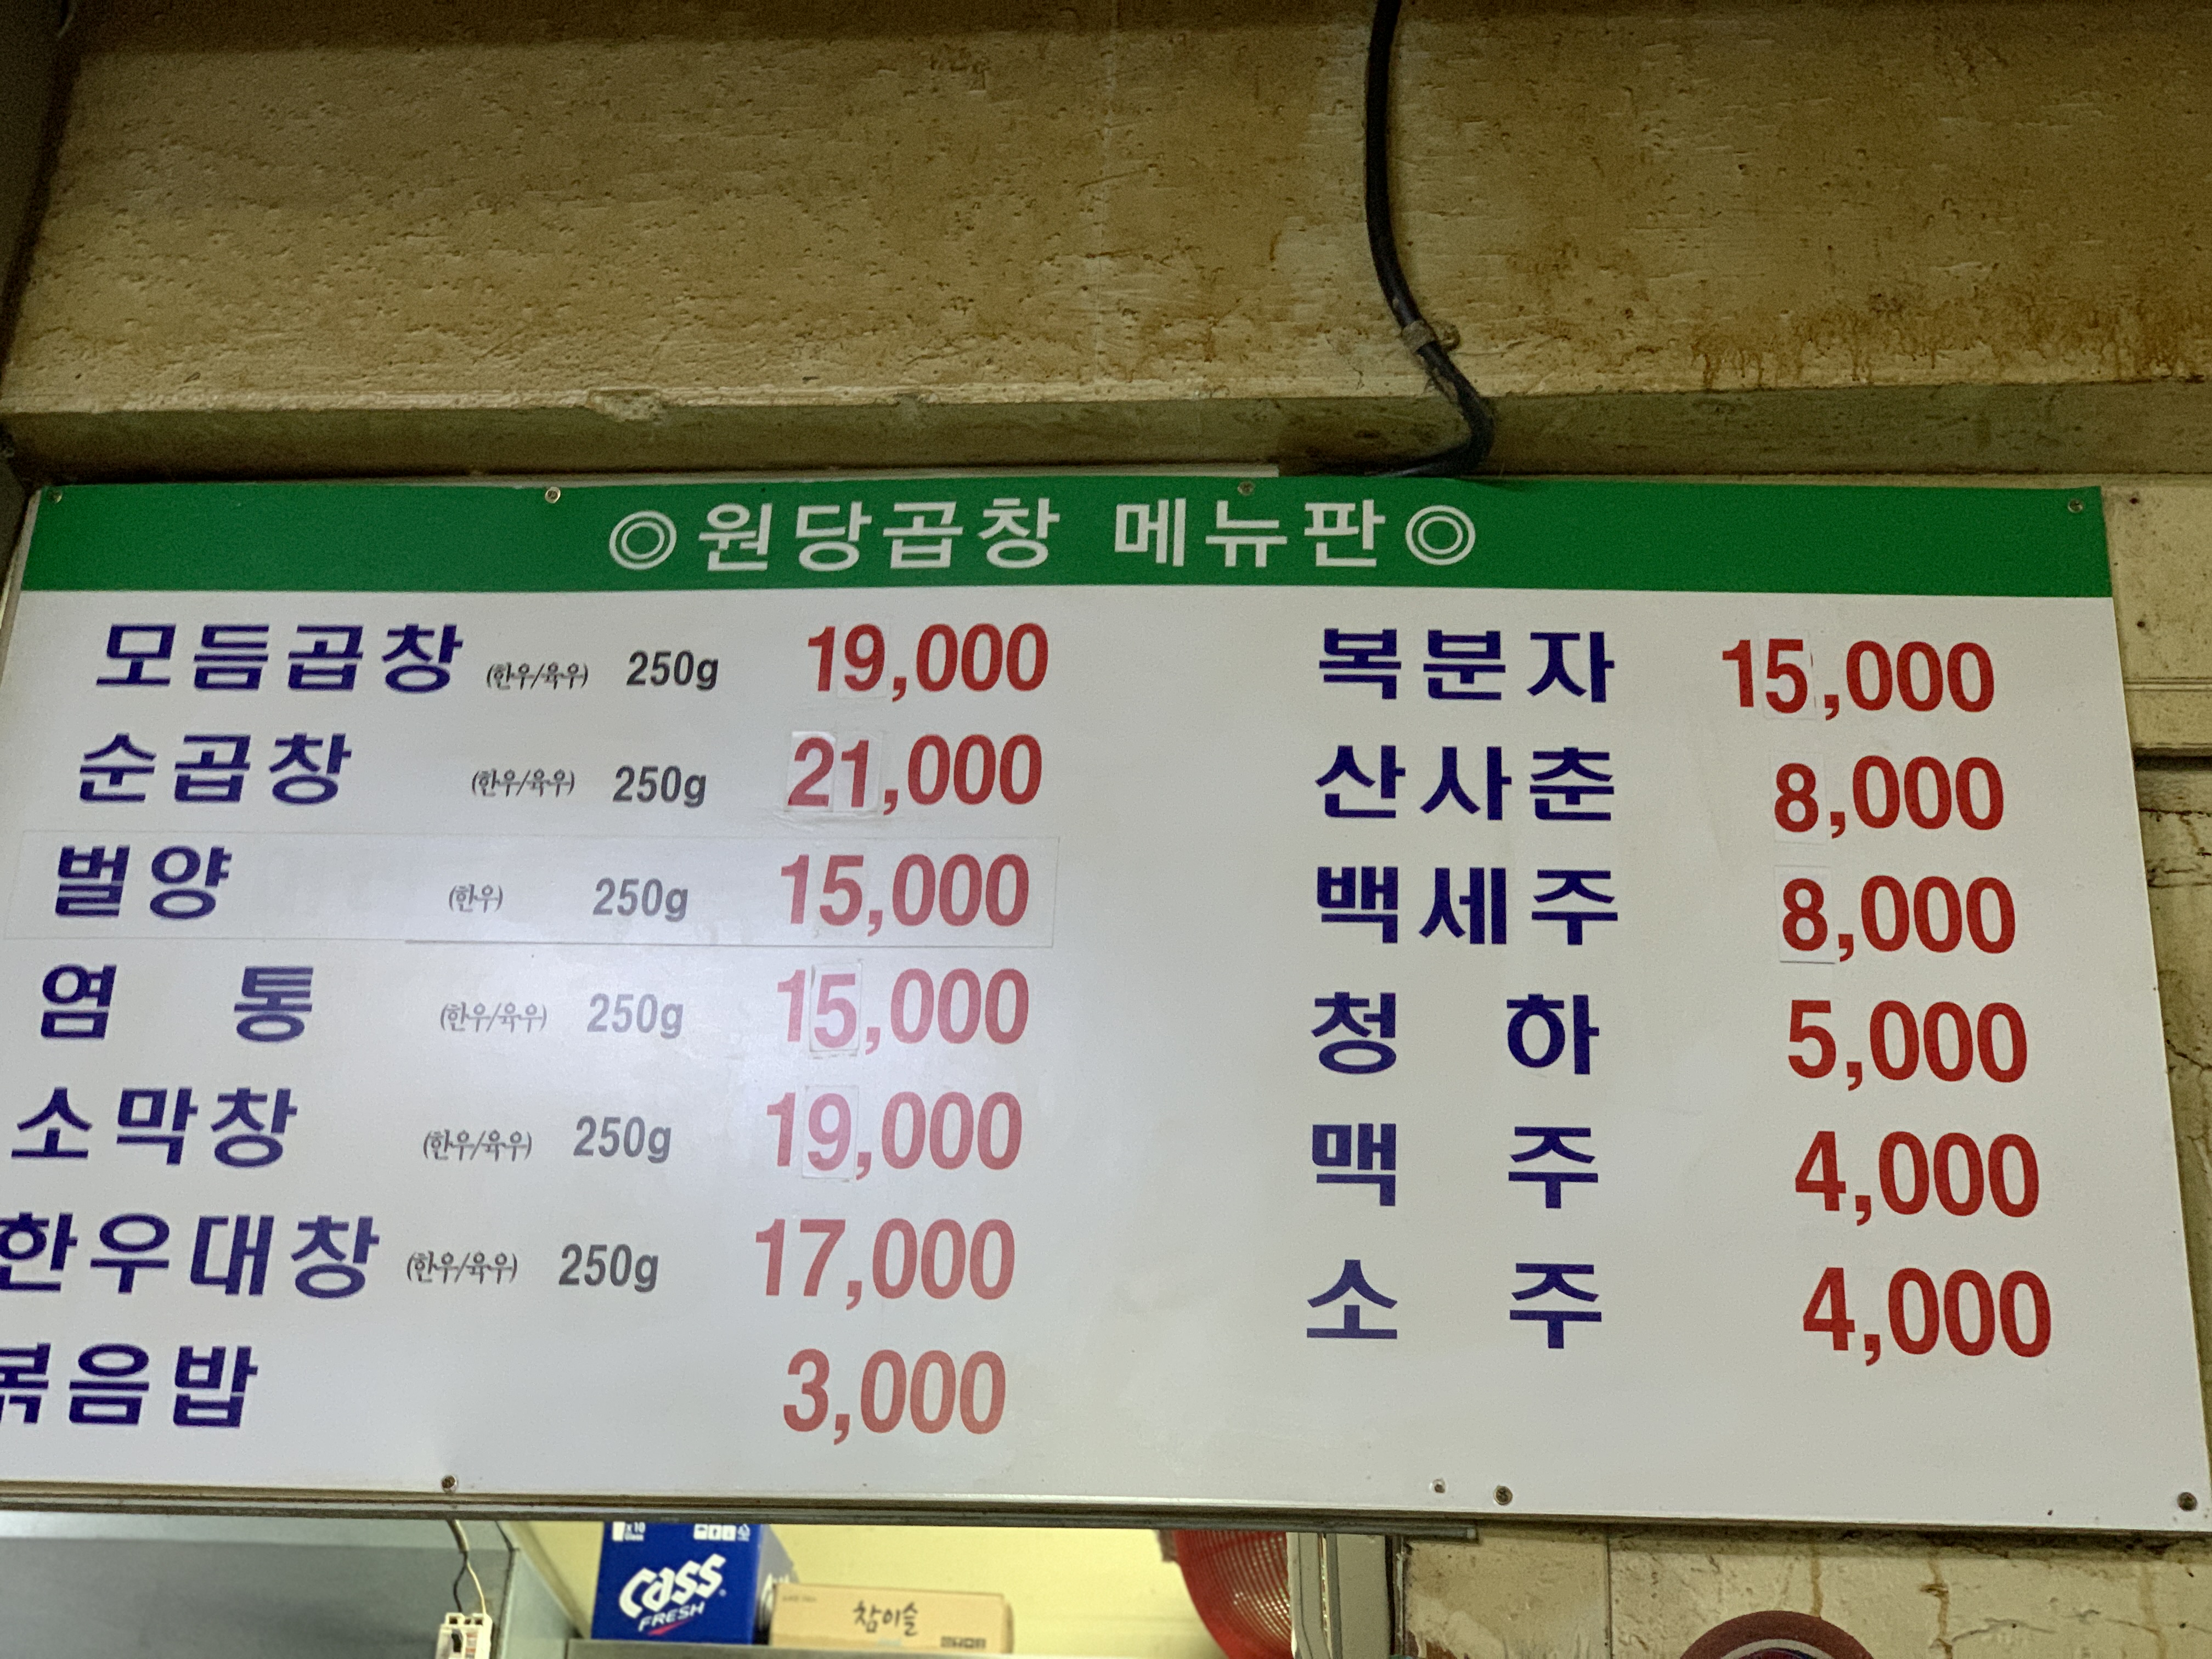 ◎원당곱창 메뉴판◎
모듬곱창 (한우/육우) 250g 19,000
순곱창 (한우/육우) 250g 21,000
벌양 (한우) 250g 15,000
염 통 (한우/육우) 250g 15,000
소막창 (한우/육우) 250g 19,000
한우대창 (한우/육우) 250g 17,000
볶음밥 3,000
복분자 15,000
산사춘 8,000
백세주 8,000
청 하 5,000
맥 주 4,000
소 주 4,000
x10
Cass
FRESH
참이슬